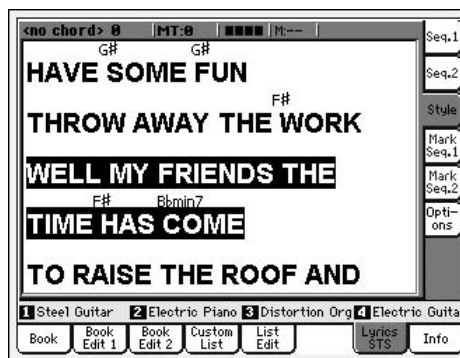 <no chord> 0 MT:0 M:--
Seq.1
G# G#
HAVE SOME FUN
Seq.2
F#
THROW AWAY THE WORK
Style
Mark Seq.1
WELL MY FRIENDS THE
Mark Seq.2
F# Bbmin7
TIME HAS COME
Opti-ons
TO RAISE THE ROOF AND
1 Steel Guitar 2 Electric Piano 3 Distortion Org 4 Electric Guita
Book Book Edit 1 Book Edit 2 Custom List List Edit Lyrics STS Info